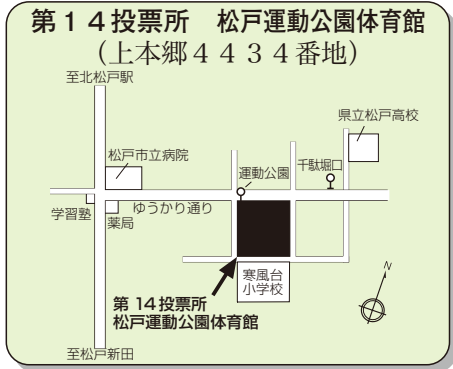 第14投票所　松戸運動公園体育館
（上本郷4434番地）
至北松戸駅
県立松戸高校
松戸市立病院
運動公園
千駄堀口
学習塾
薬局
ゆうかり通り
寒風台
小学校
N
第 14 投票所
松戸運動公園体育館
至松戸新田